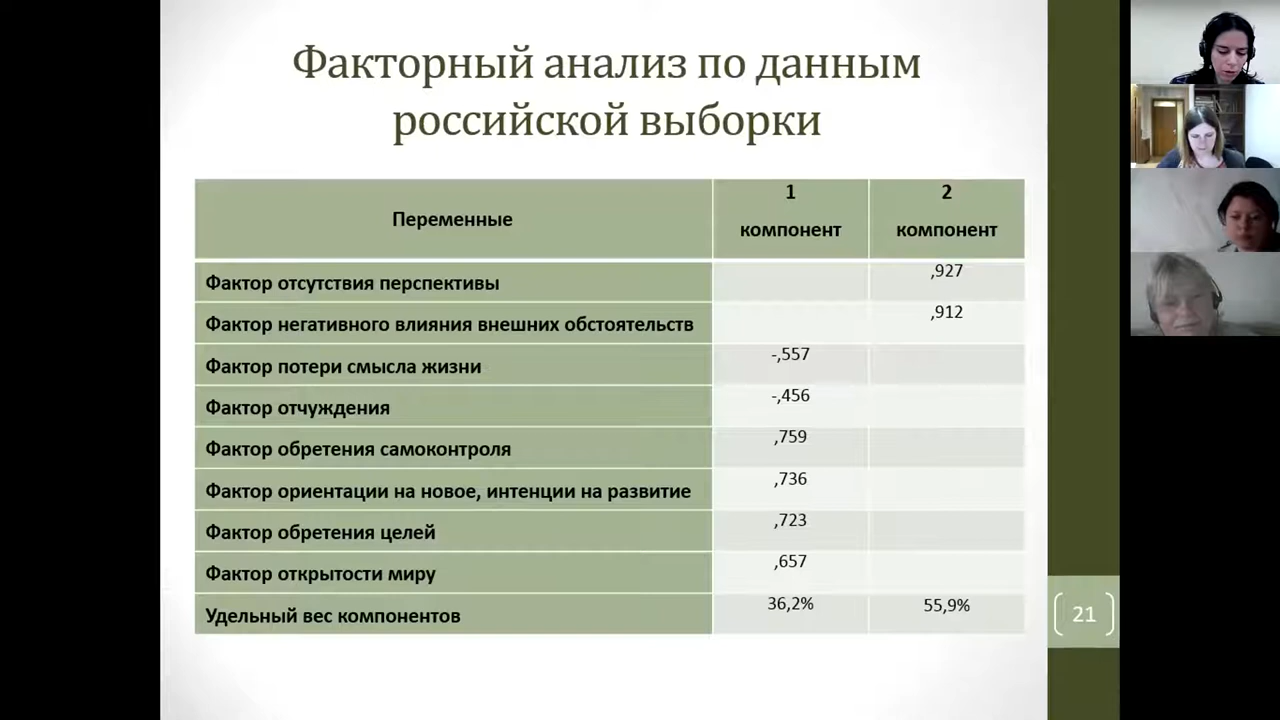 Факторный анализ по данным
российской выборки
Переменные
1
компонент
2
компонент
Фактор отсутствия перспективы
,927
Фактор негативного влияния внешних обстоятельств
,912
Фактор потери смысла жизни
-,557
Фактор отчуждения
-,456
Фактор обретения самоконтроля
,759
Фактор ориентации на новое, интенции на развитие
,736
Фактор обретения целей
,723
Фактор открытости миру
,657
Удельный вес компонентов
36,2%
55,9%
21